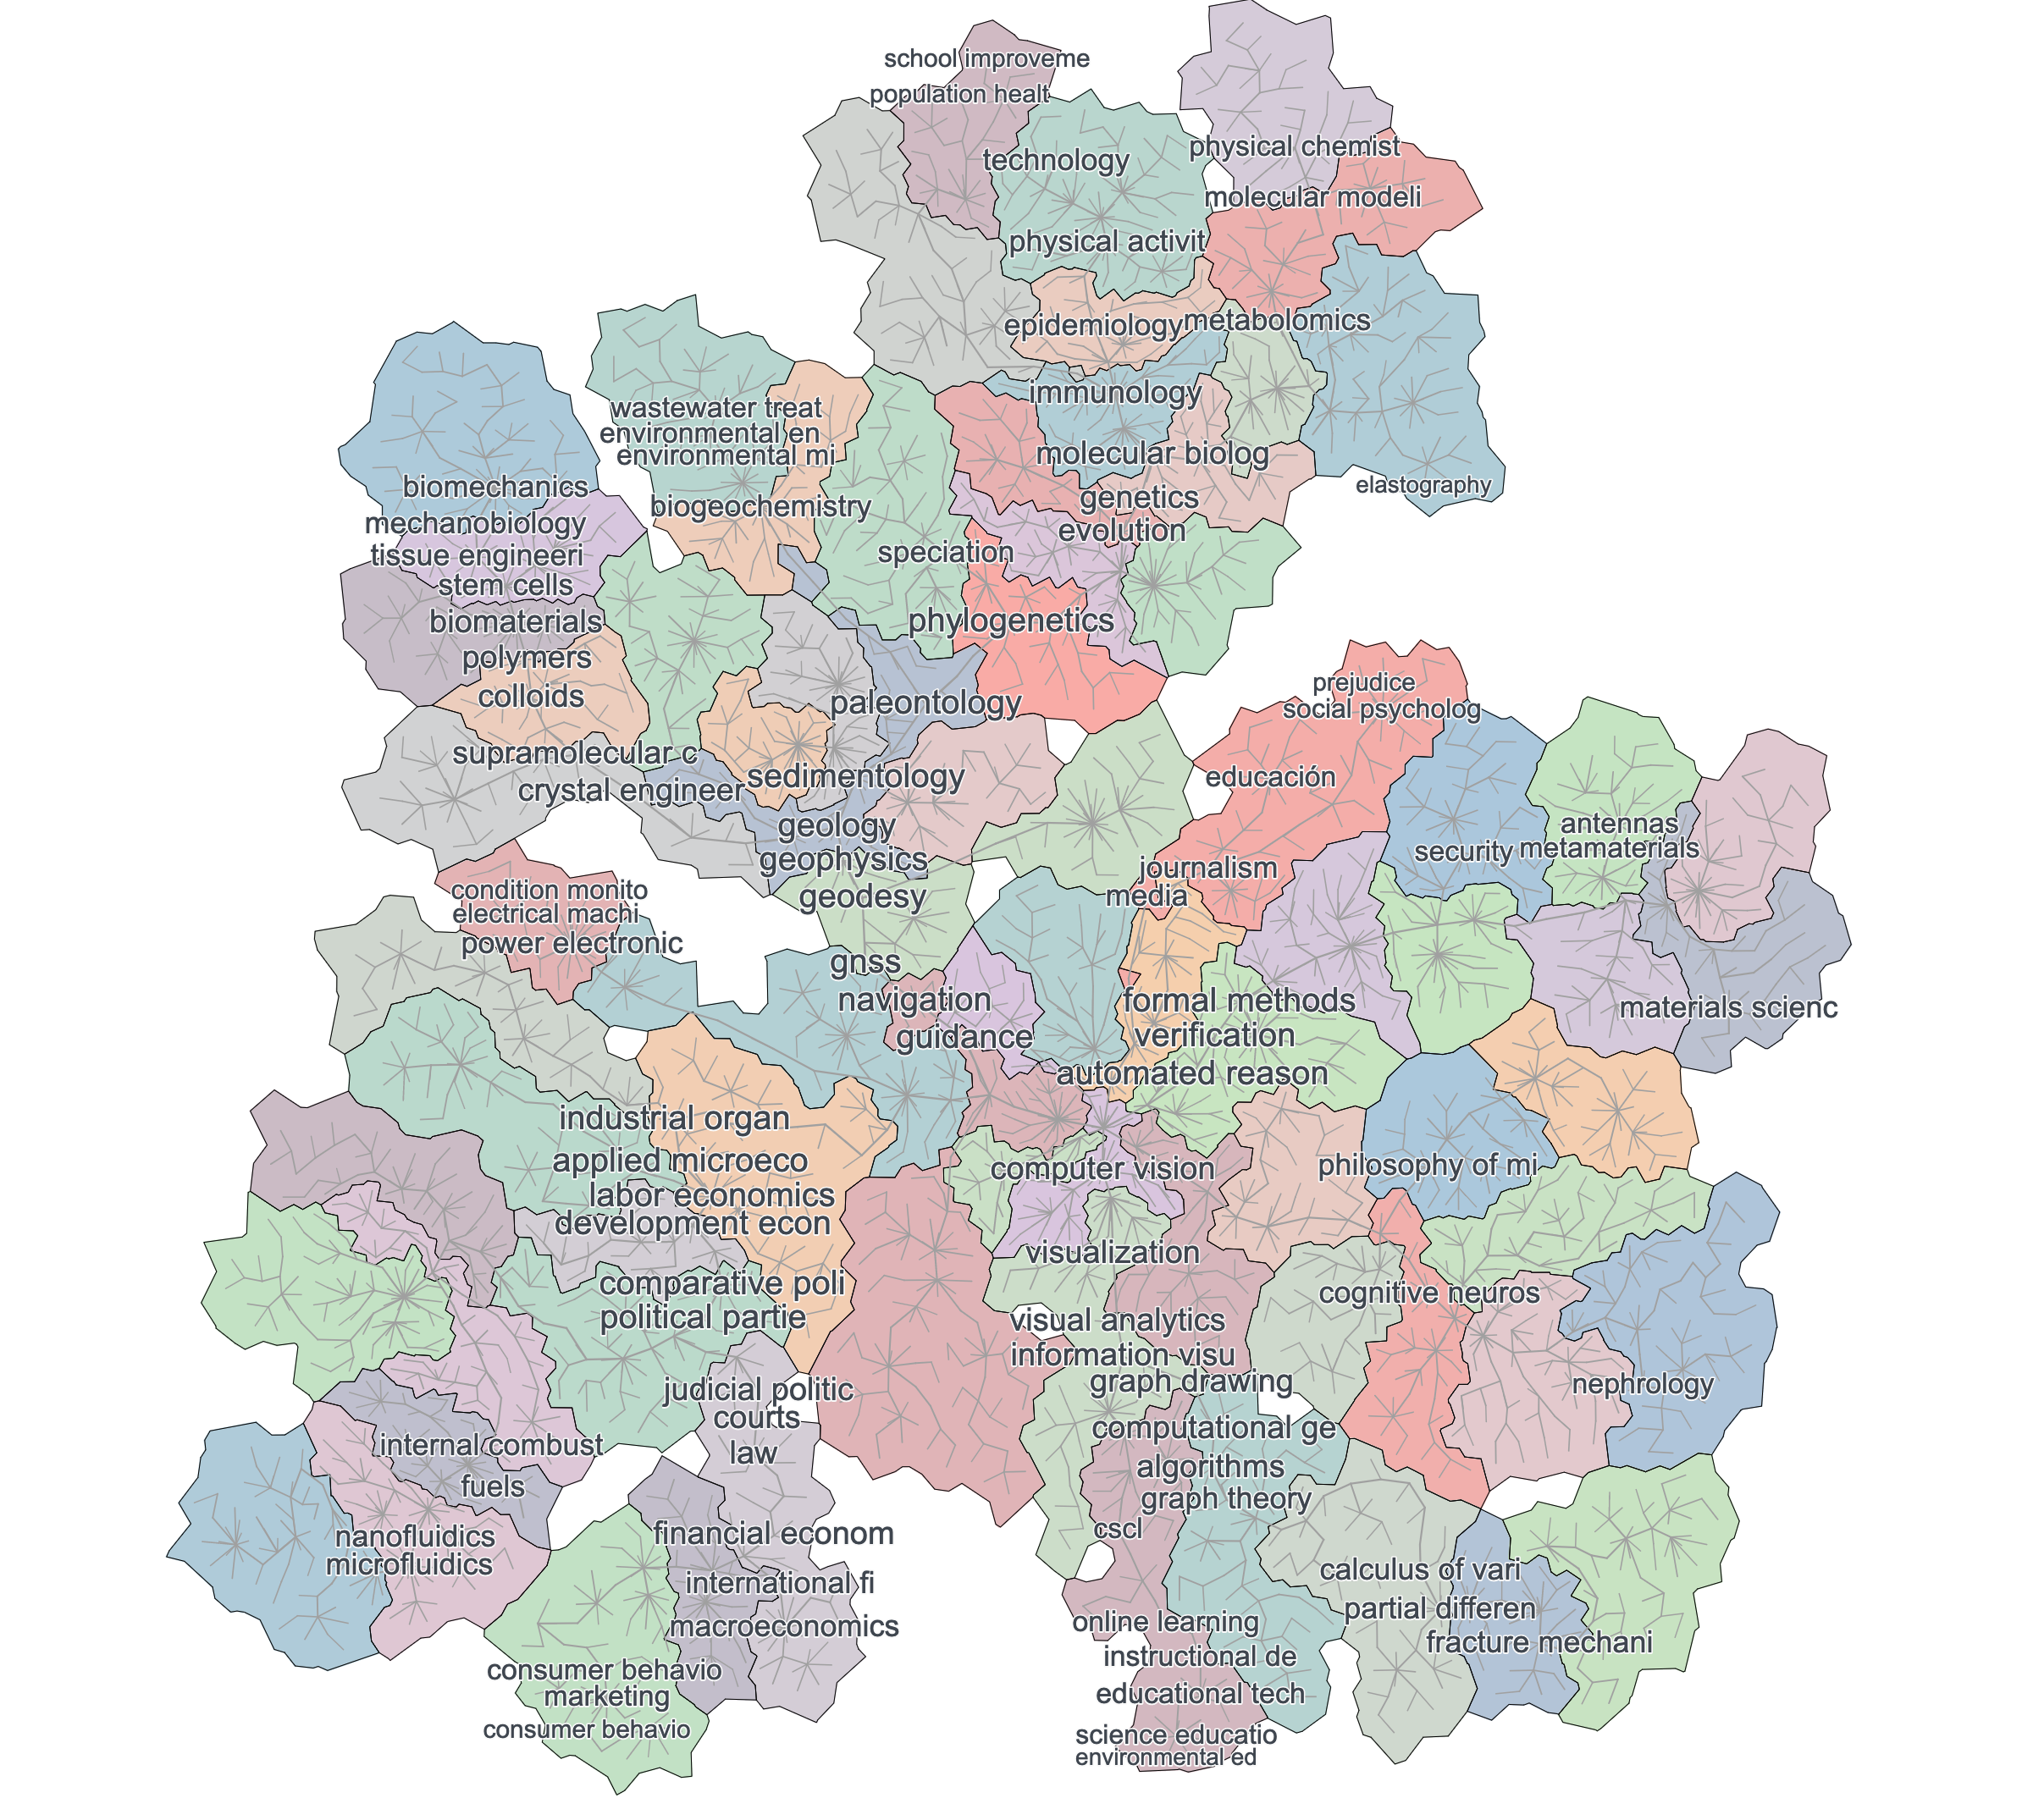 school improveme
population healt
technology
physical chemist
molecular modeli
physical activit
epidemiology
metabolomics
immunology
wastewater treat
environmental en
environmental mi
molecular biolog
elastography
biomechanics
biogeochemistry
genetics
mechanobiology
evolution
tissue engineeri
speciation
stem cells
biomaterials
phylogenetics
polymers
colloids
prejudice
social psycholog
paleontology
supramolecular c
crystal engineer
sedimentology
educación
geology
antennas
metamaterials
security
geophysics
journalism
condition monito
media
geodesy
electrical machi
power electronic
gnss
navigation
formal methods
materials scienc
guidance
verification
automated reason
industrial organ
applied microeco
computer vision
philosophy of mi
labor economics
development econ
visualization
comparative poli
cognitive neuros
political partie
visual analytics
information visu
graph drawing
judicial politic
nephrology
courts
computational ge
internal combust
law
algorithms
fuels
graph theory
nanofluidics
financial econom
cscl
microfluidics
international fi
calculus of vari
macroeconomics
online learning
partial differen
fracture mechani
instructional de
consumer behavio
marketing
educational tech
consumer behavio
science educatio
environmental ed